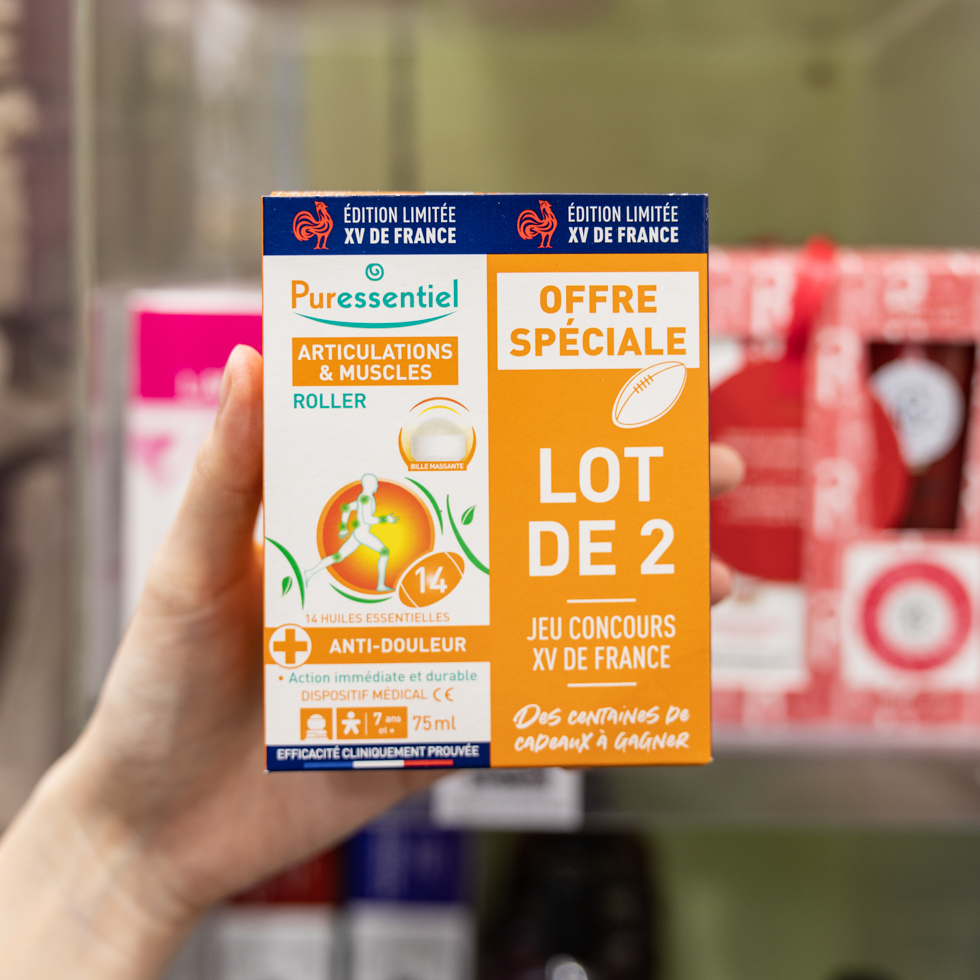 ÉDITION LIMITÉE
XV DE FRANCE
Puressentiel
ARTICULATIONS
& MUSCLES
ROLLER
BILLE MASSANTE
14
14 HUILES ESSENTIELLES
ANTI-DOULEUR
• Action immédiate et durable
DISPOSITIF MÉDICAL CE
7 ans
et +
75ml
EFFICACITÉ CLINIQUEMENT PROUVÉE
ÉDITION LIMITÉE
XV DE FRANCE
OFFRE
SPÉCIALE
LOT
DE 2
JEU CONCOURS
XV DE FRANCE
Des centaines de
cadeaux à gagner